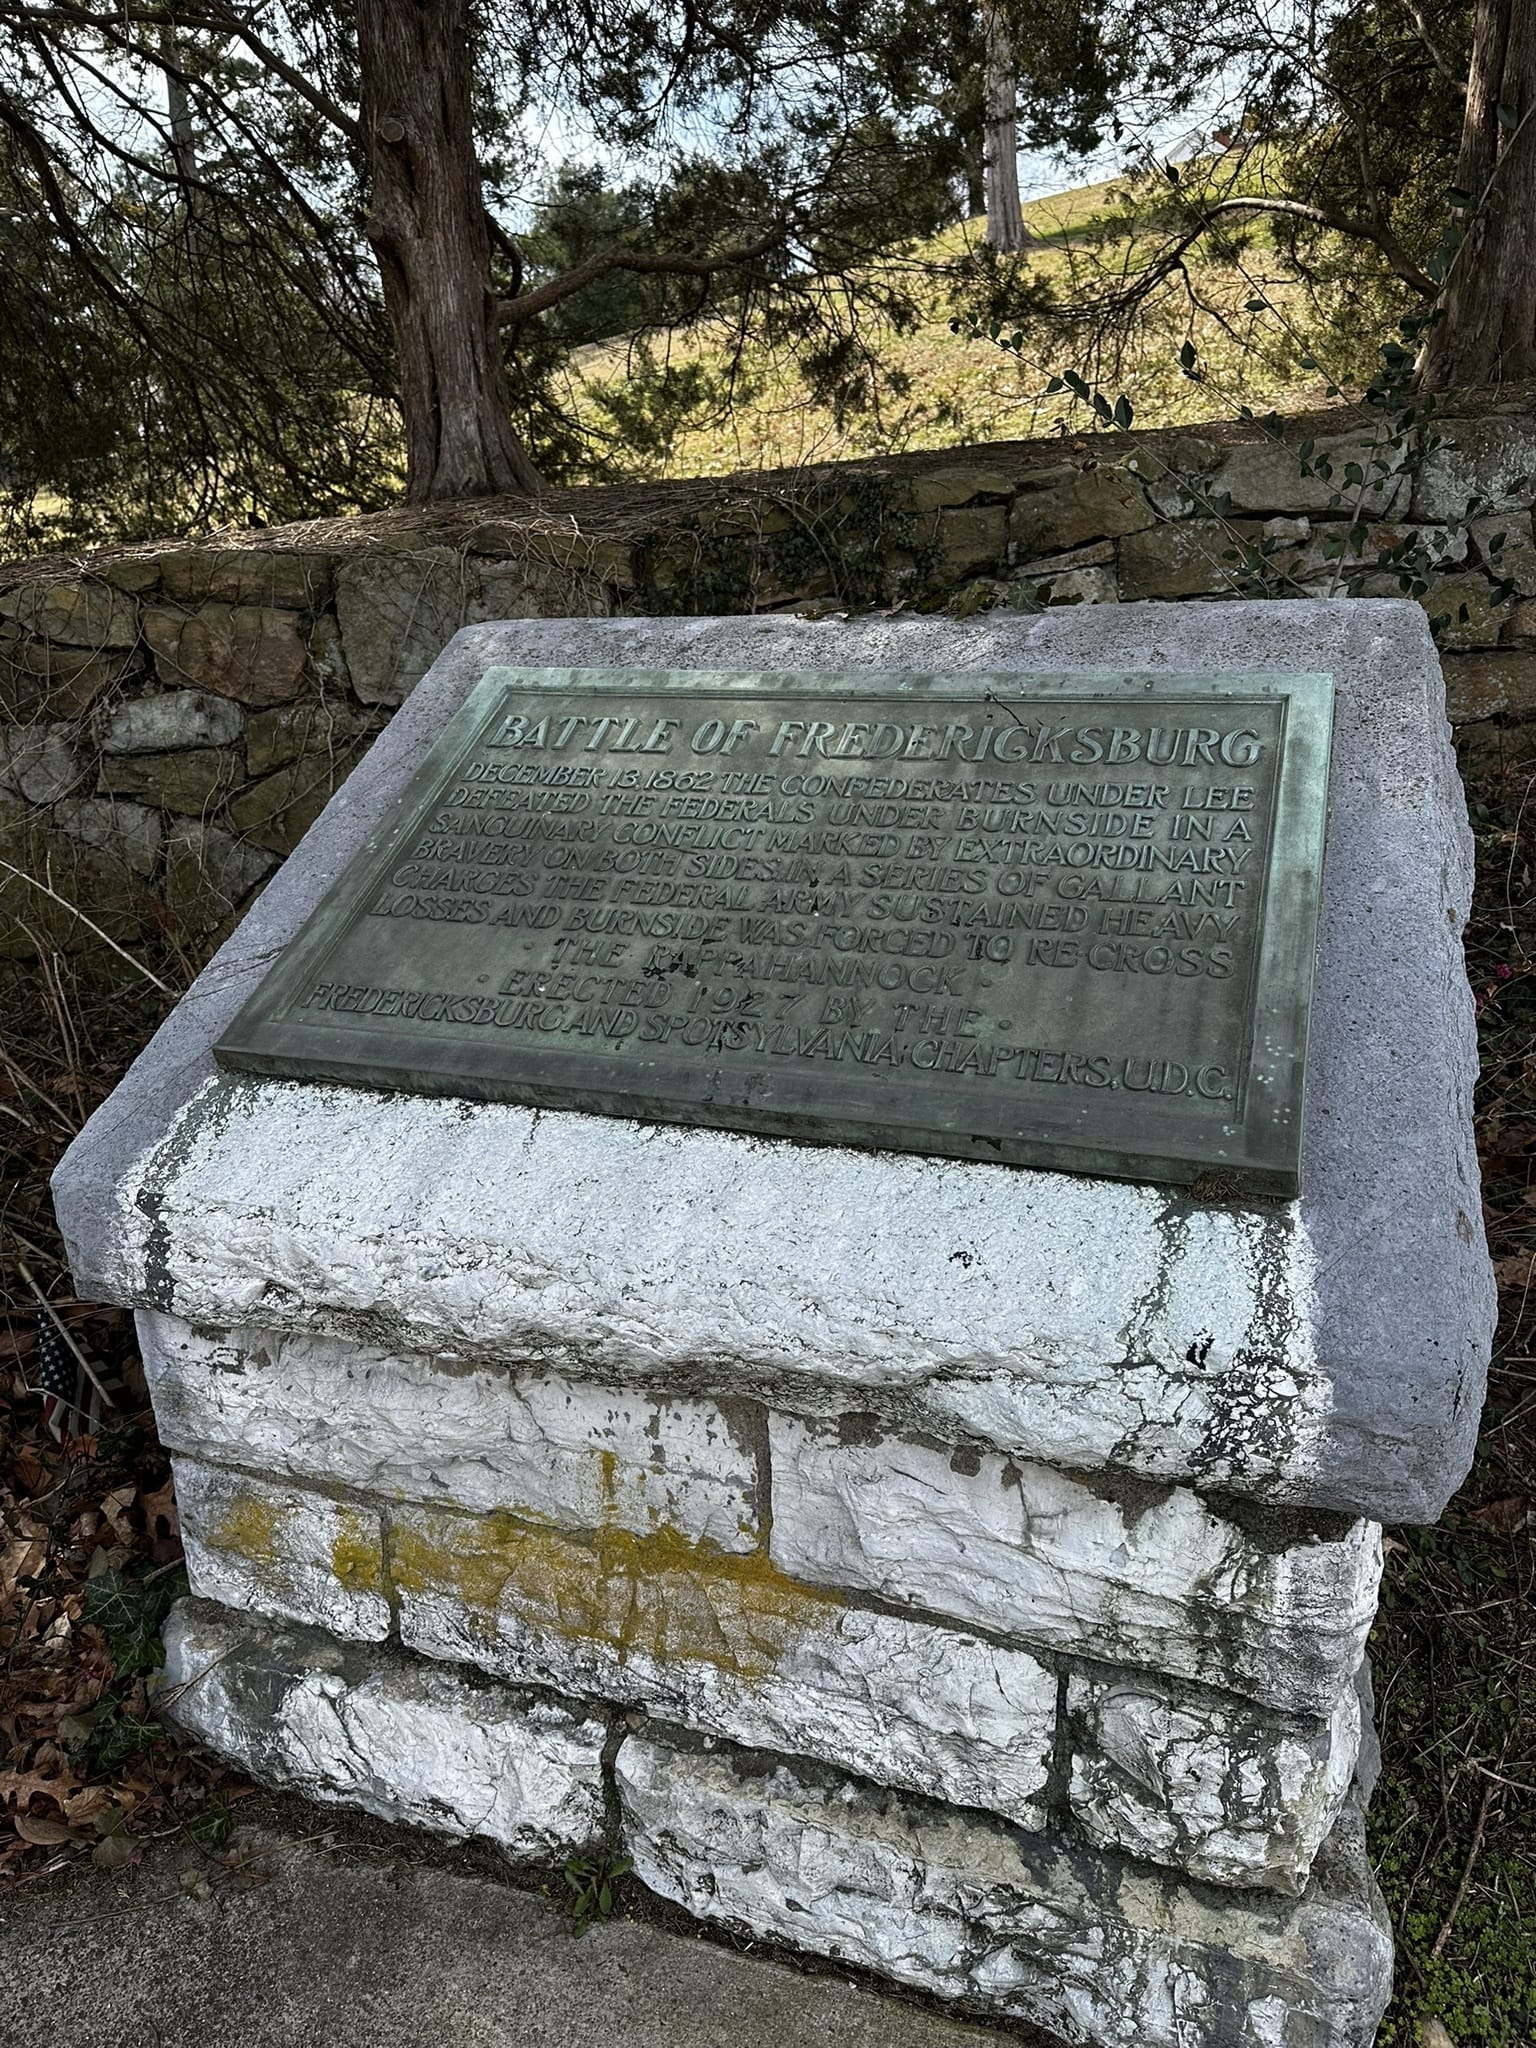 BATTLE OF FREDERICKSBURG
DECEMBER 13, 1862 THE CONFEDERATES UNDER LEE
DEFEATED THE FEDERALS UNDER BURNSIDE IN A
SANGUINARY CONFLICT MARKED BY EXTRAORDINARY
BRAVERY ON BOTH SIDES. IN A SERIES OF GALLANT
CHARGES THE FEDERAL ARMY SUSTAINED HEAVY
LOSSES AND BURNSIDE WAS FORCED TO RE-CROSS
· THE RAPPAHANNOCK ·
· ERECTED 1927 BY THE ·
FREDERICKSBURG AND SPOTSYLVANIA CHAPTERS, U.D.C.